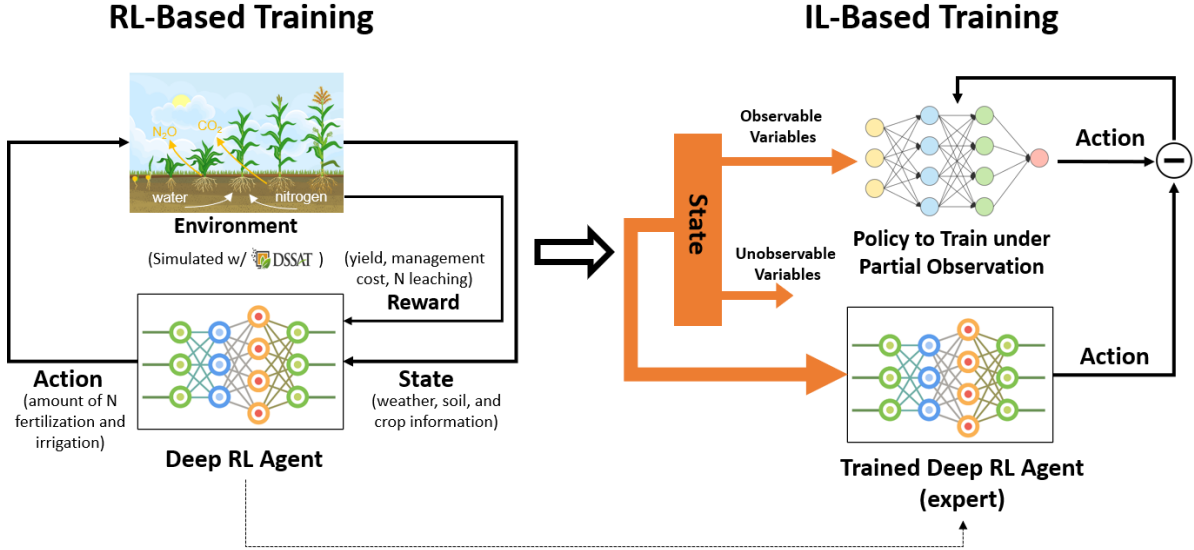 RL-Based Training
N₂O
CO₂
water
nitrogen
Environment
(Simulated w/ DSSAT )
(yield, management
cost, N leaching)
Reward
Action
(amount of N
fertilization and
irrigation)
State
(weather, soil, and
crop information)
Deep RL Agent
IL-Based Training
Observable
Variables
State
Unobservable
Variables
Action
Policy to Train under
Partial Observation
Action
Trained Deep RL Agent
(expert)